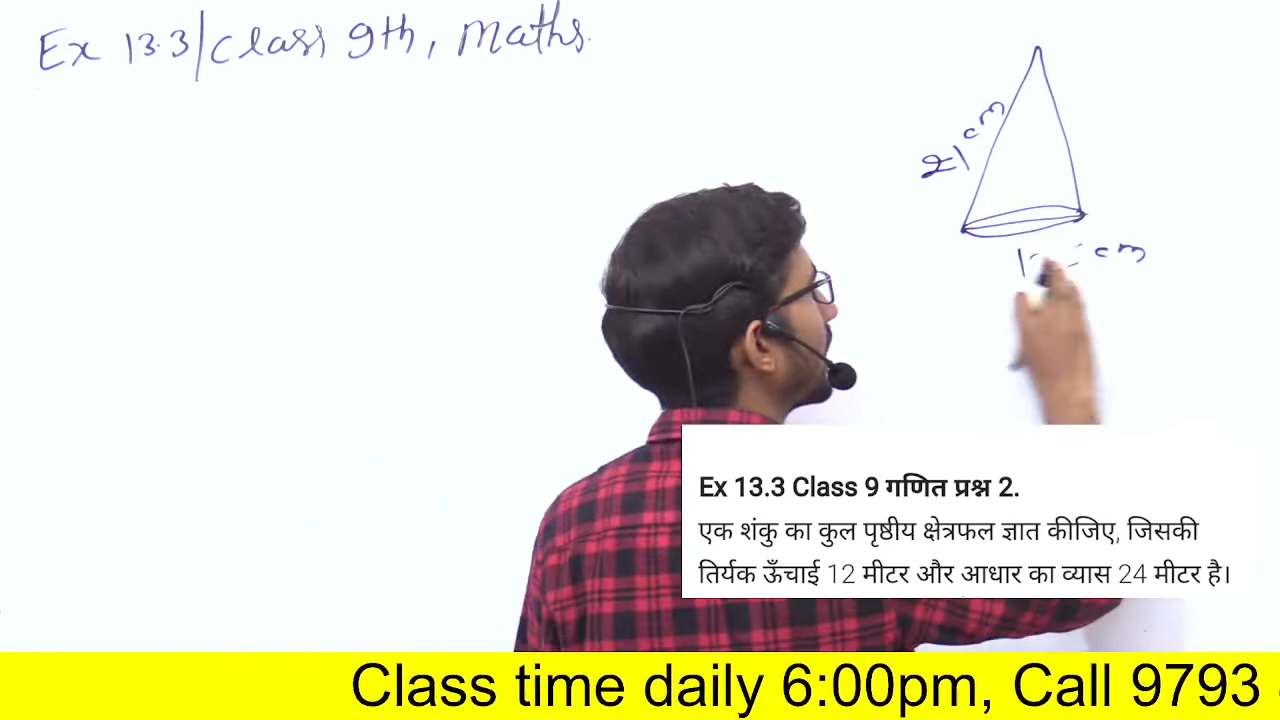 Ex 13.3/Class 9th, Maths.
21 cm
cm
Ex 13.3 Class 9 गणित प्रश्न 2.
एक शंकु का कुल पृष्ठीय क्षेत्रफल ज्ञात कीजिए, जिसकी
तिर्यक ऊँचाई 12 मीटर और आधार का व्यास 24 मीटर है।
Class time daily 6:00pm, Call 9793